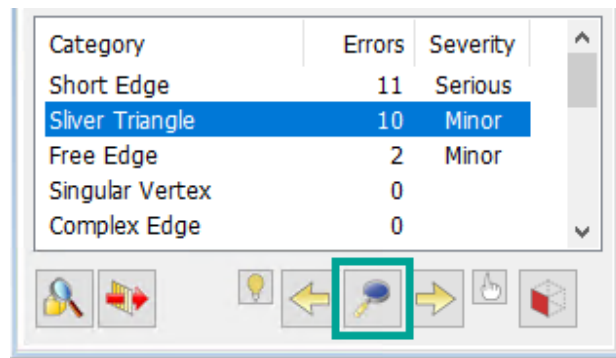 Category Errors Severity
Short Edge 11 Serious
Sliver Triangle 10 Minor
Free Edge 2 Minor
Singular Vertex 0
Complex Edge 0